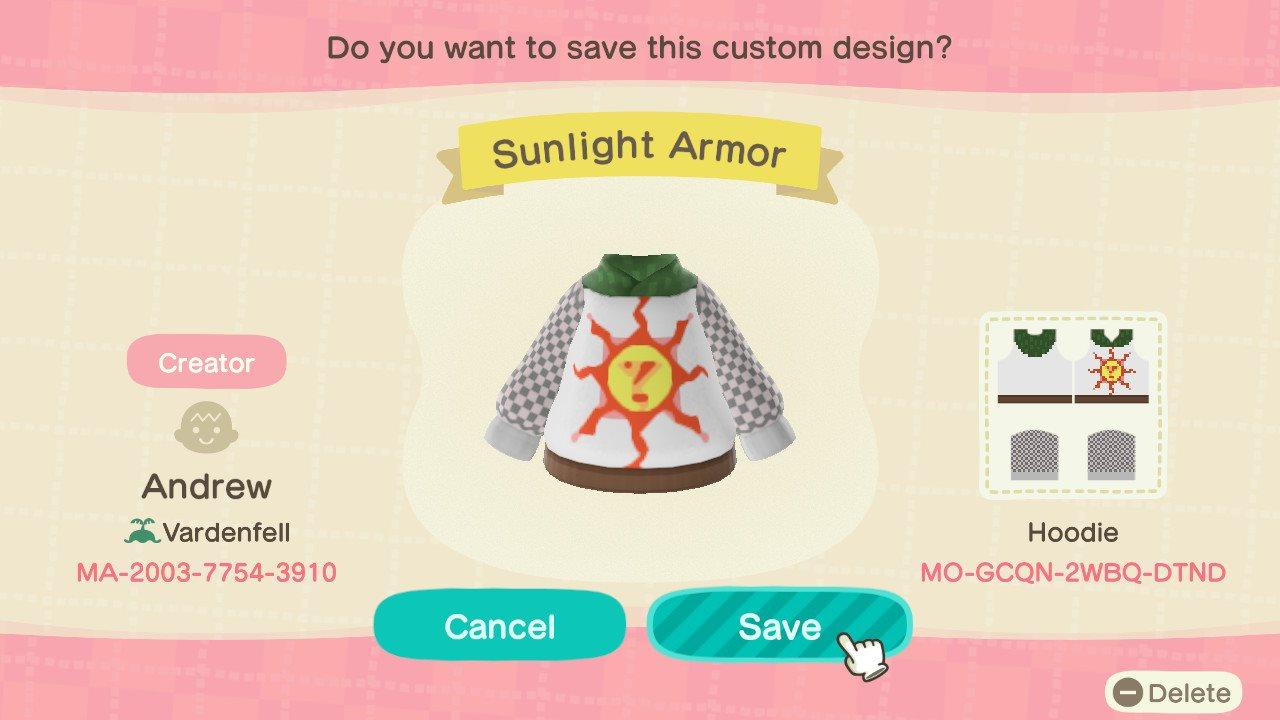 Do you want to save this custom design?
Sunlight Armor
Creator
Andrew
Vardenfell
MA-2003-7754-3910
Hoodie
MO-GCQN-2WBQ-DTND
Cancel
Save
Delete